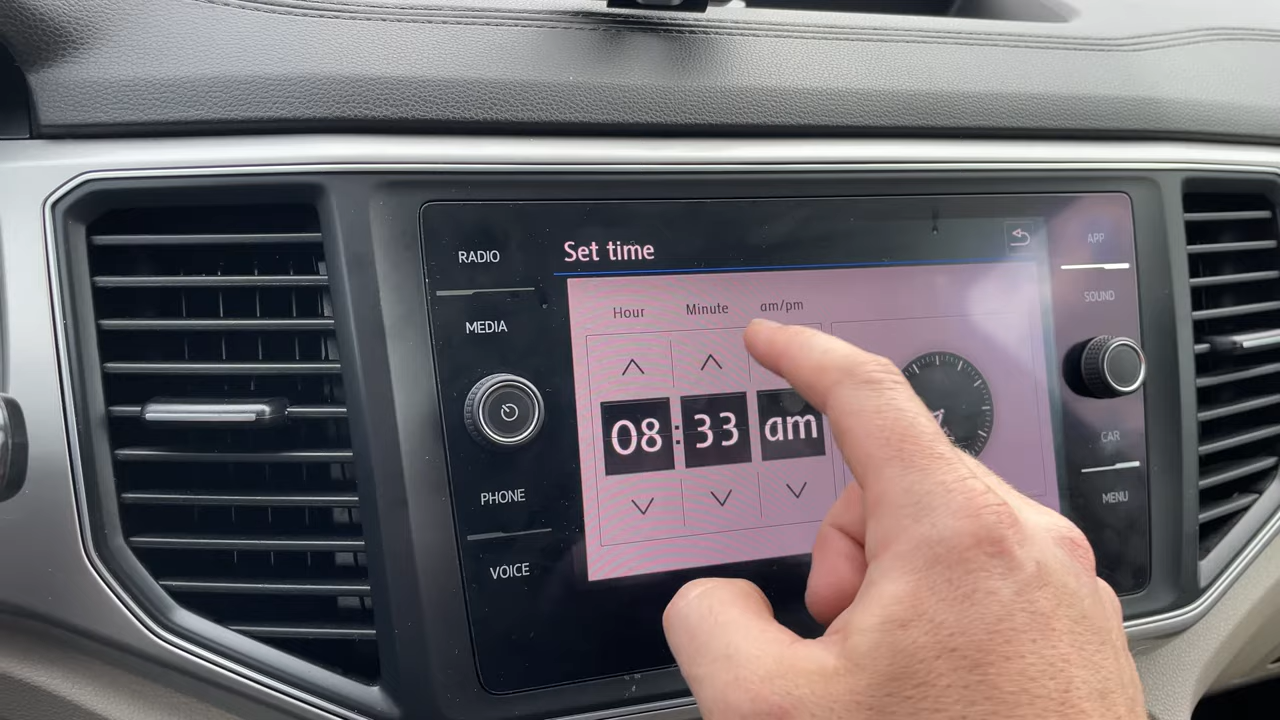 RADIO
MEDIA
PHONE
VOICE
Set time
Hour Minute am/pm
08:33 am
APP
SOUND
CAR
MENU